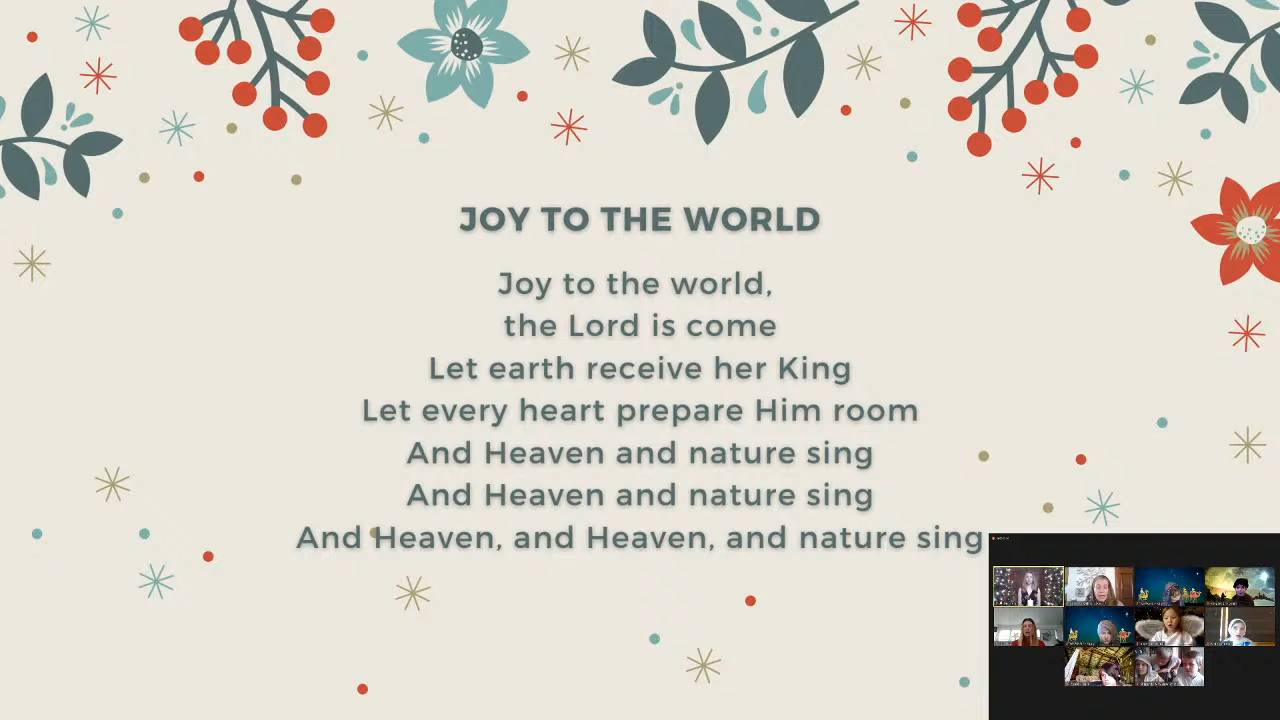 JOY TO THE WORLD
Joy to the world,
the Lord is come
Let earth receive her King
Let every heart prepare Him room
And Heaven and nature sing
And Heaven and nature sing
And Heaven, and Heaven, and nature sing